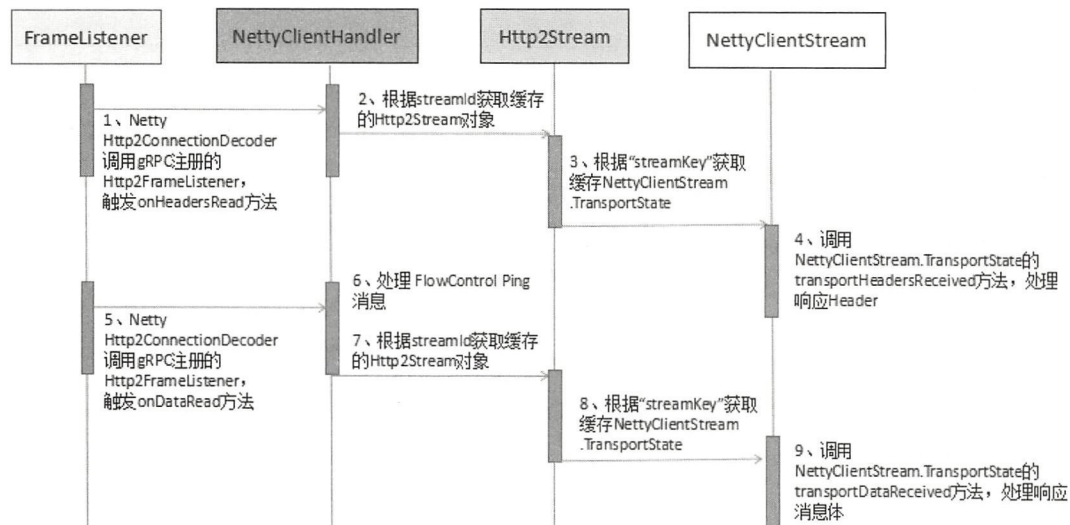 FrameListener
NettyClientHandler
Http2Stream
NettyClientStream
1、Netty
Http2ConnectionDecoder
调用gRPC注册的
Http2FrameListener，
触发onHeadersRead方法
2、根据streamId获取缓存
的Http2Stream对象
3、根据“streamKey”获取
缓存NettyClientStream
.TransportState
4、调用
NettyClientStream.TransportState的
transportHeadersReceived方法，处理
响应Header
5、Netty
Http2ConnectionDecoder
调用gRPC注册的
Http2FrameListener，
触发onDataRead方法
6、处理 FlowControl Ping
消息
7、根据streamId获取缓存
的Http2Stream对象
8、根据“streamKey”获取
缓存NettyClientStream
.TransportState
9、调用
NettyClientStream.TransportState的
transportDataReceived方法，处理响应
消息体